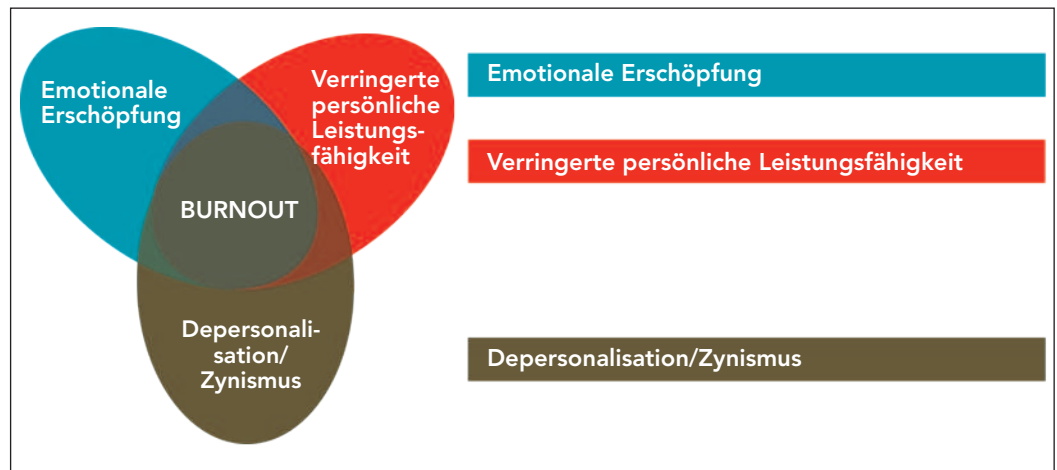 Emotionale
Erschöpfung
Verringerte
persönliche
Leistungs-
fähigkeit
BURNOUT
Depersonali-
sation/
Zynismus
Emotionale Erschöpfung
Verringerte persönliche Leistungsfähigkeit
Depersonalisation/Zynismus